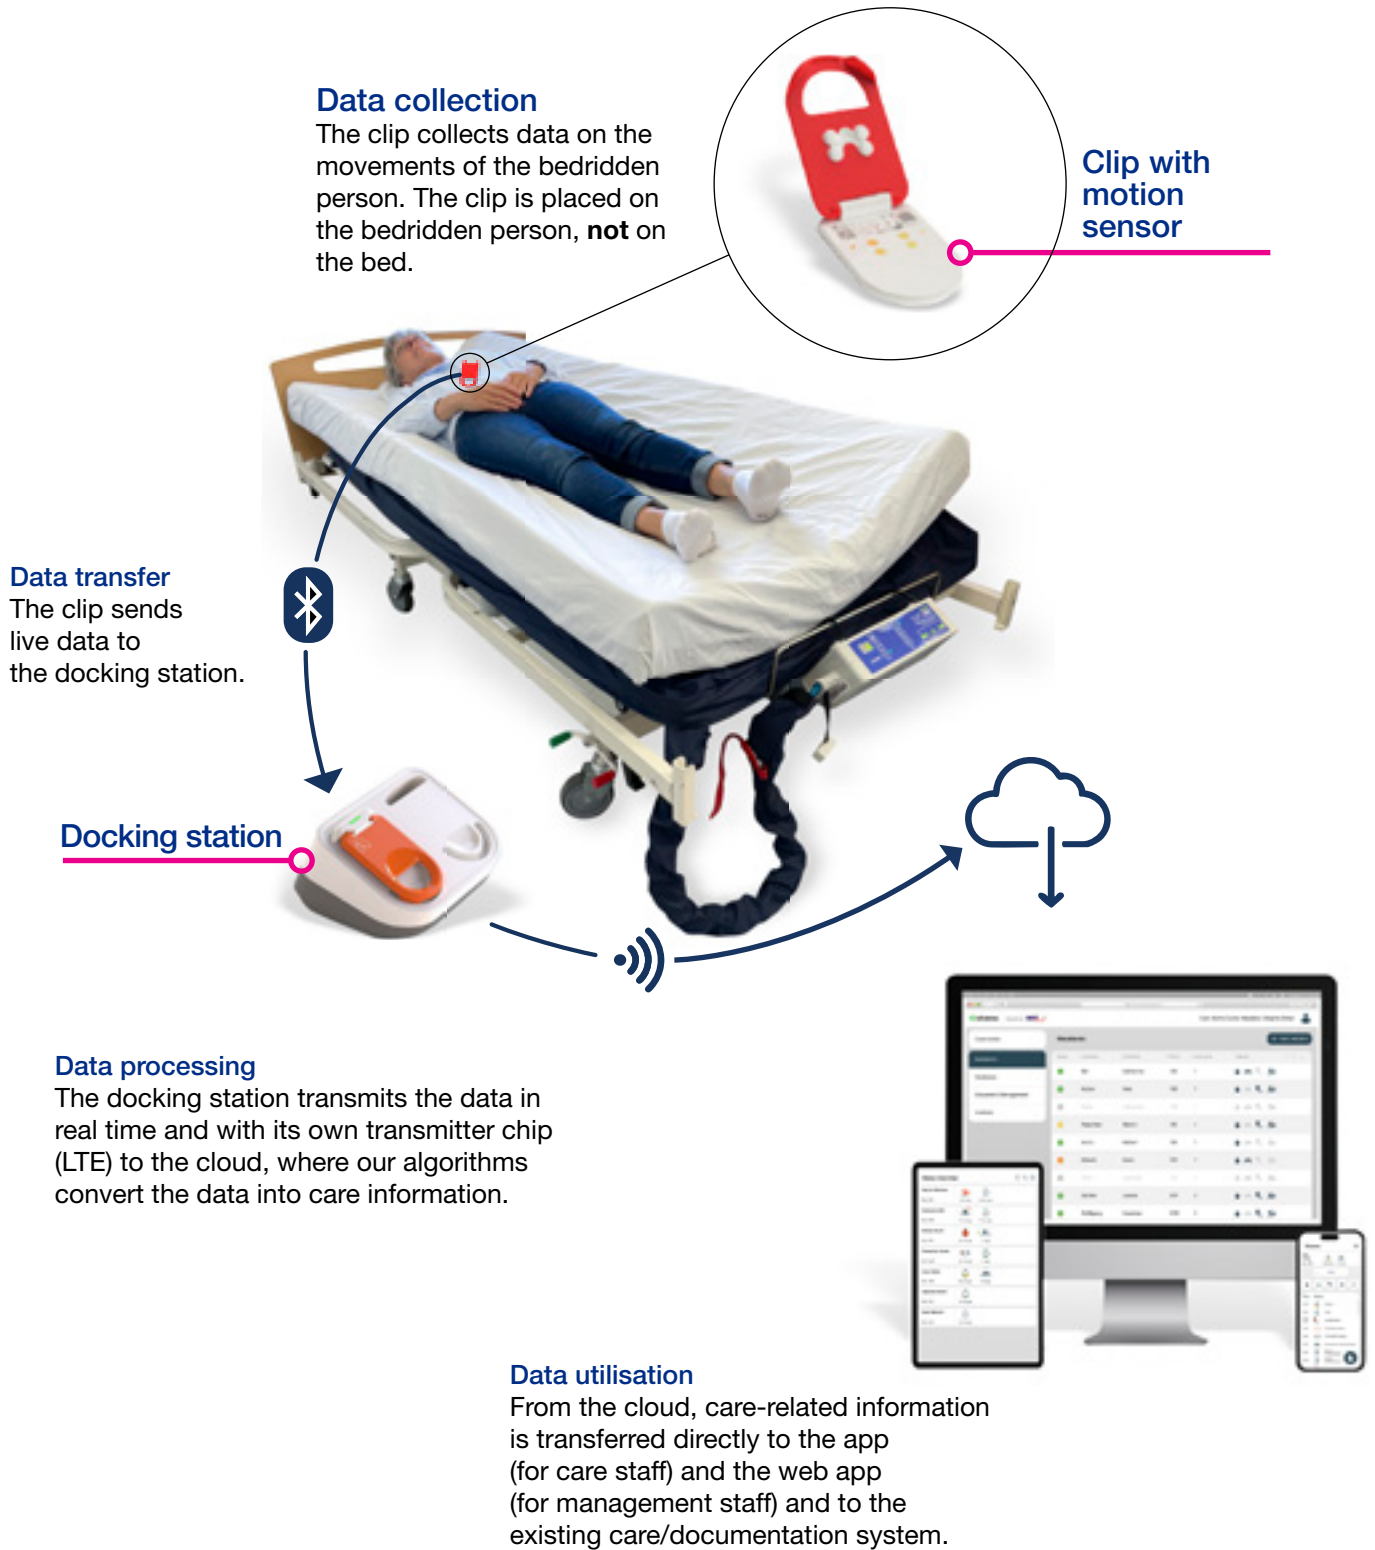 Data collection
The clip collects data on the
movements of the bedridden
person. The clip is placed on
the bedridden person, not on
the bed.
Clip with
motion
sensor
Data transfer
The clip sends
live data to
the docking station.
Docking station
Data processing
The docking station transmits the data in
real time and with its own transmitter chip
(LTE) to the cloud, where our algorithms
convert the data into care information.
Data utilisation
From the cloud, care-related information
is transferred directly to the app
(for care staff) and the web app
(for management staff) and to the
existing care/documentation system.